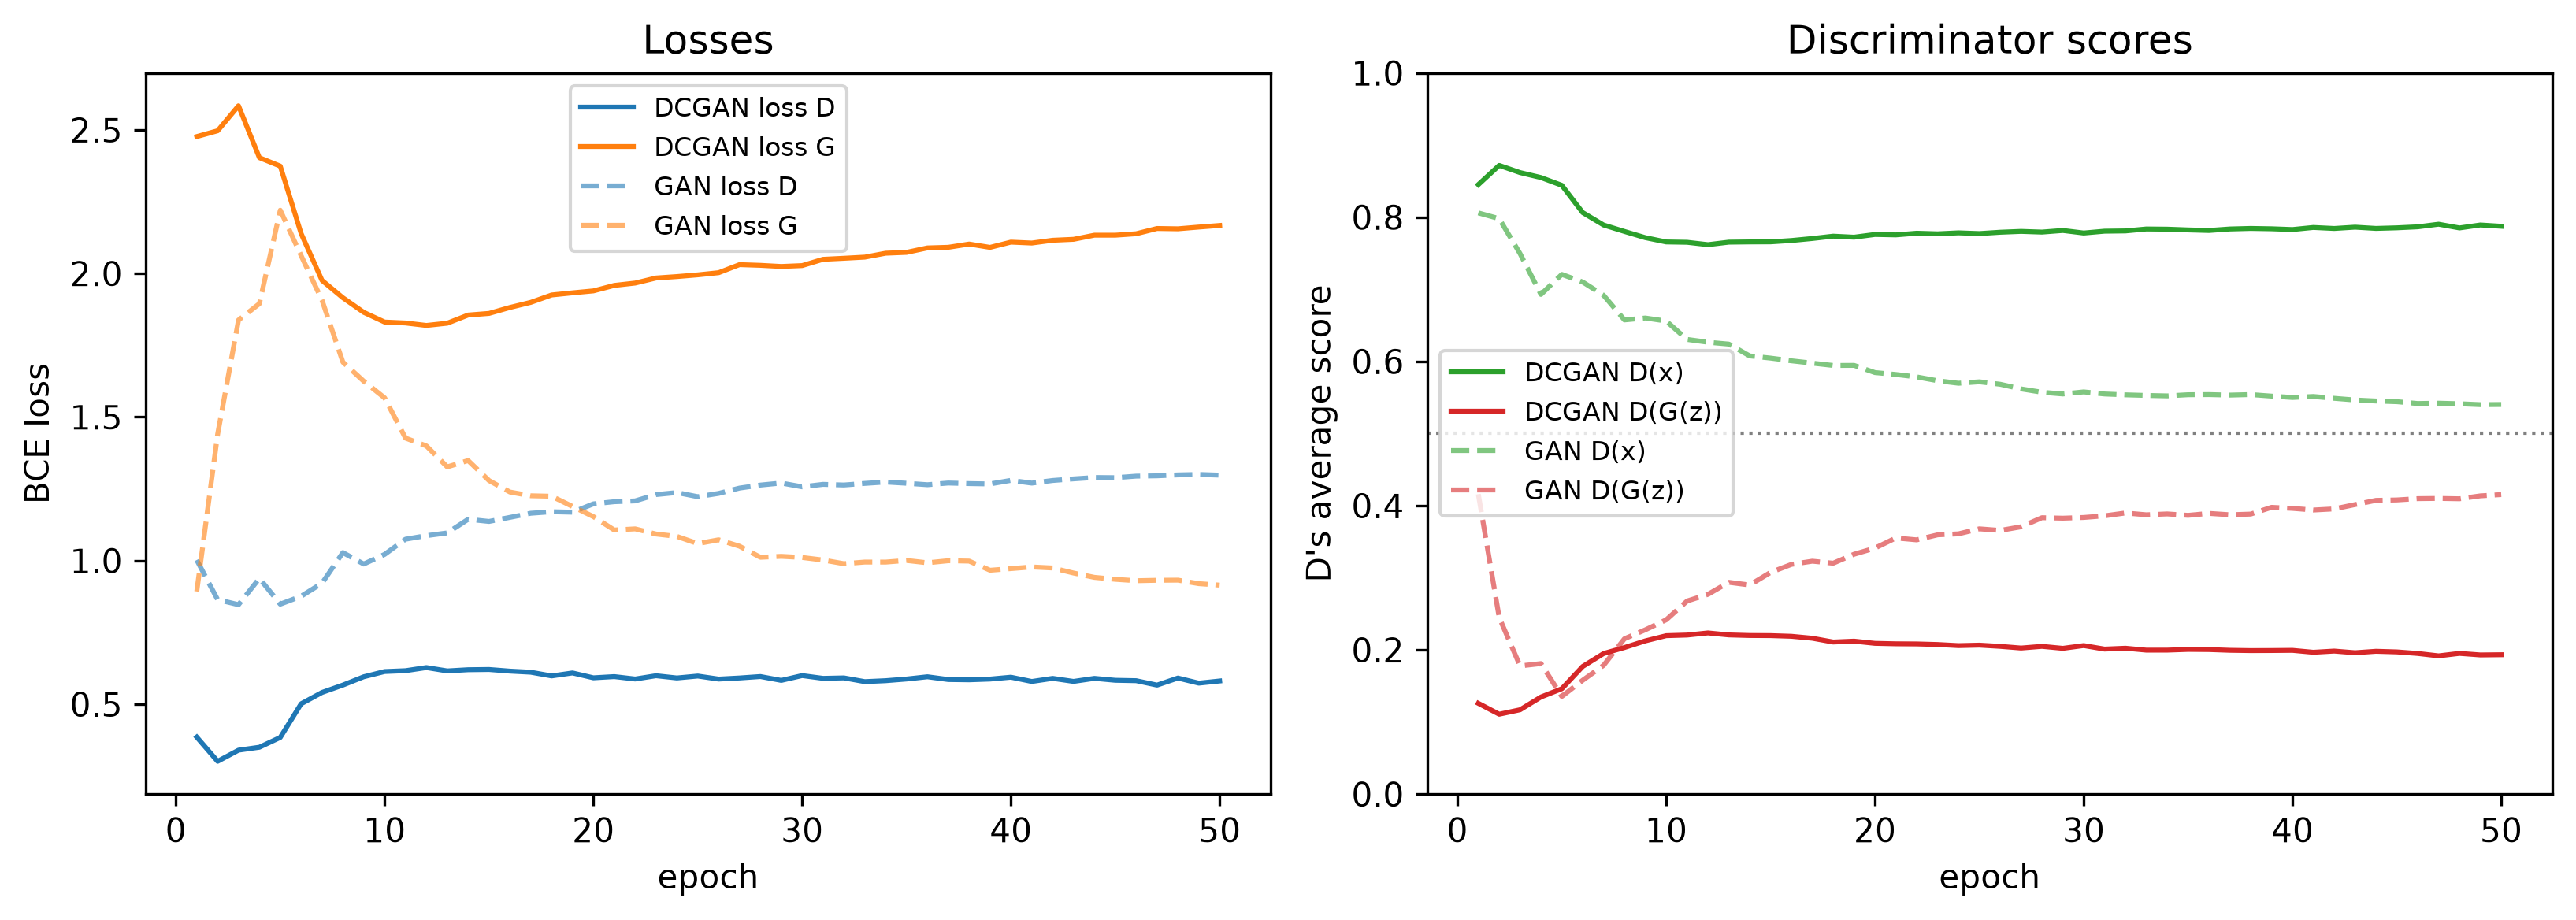 Losses
DCGAN loss D
DCGAN loss G
GAN loss D
GAN loss G
2.5
2.0
1.5
1.0
0.5
BCE loss
0 10 20 30 40 50
epoch
Discriminator scores
1.0
0.8
0.6
0.4
0.2
0.0
D's average score
DCGAN D(x)
DCGAN D(G(z))
GAN D(x)
GAN D(G(z))
0 10 20 30 40 50
epoch